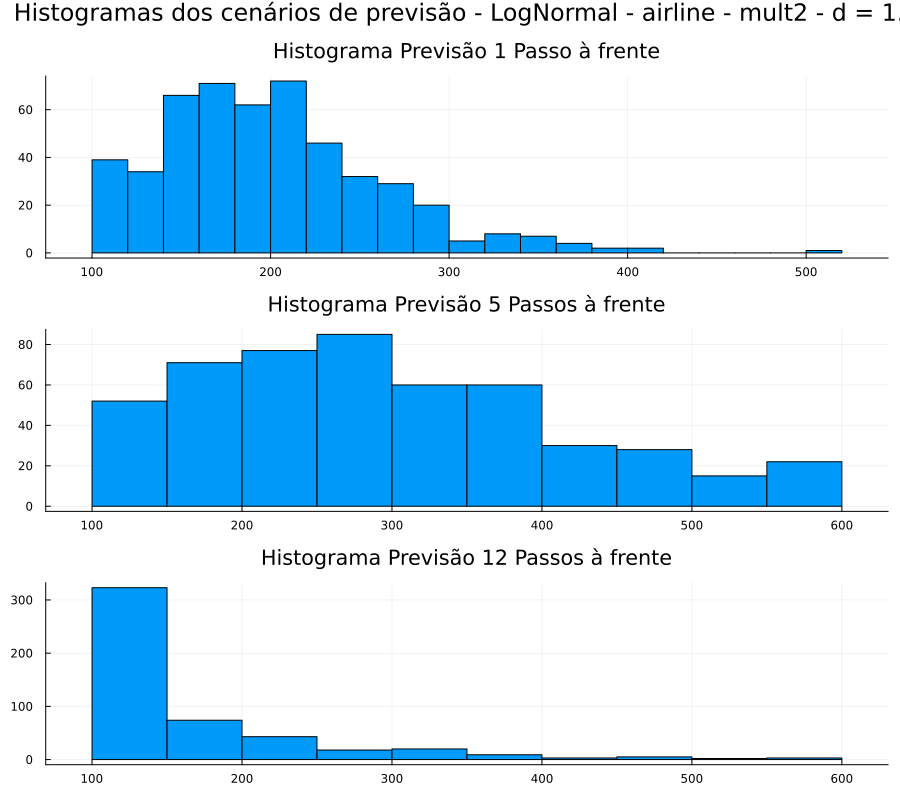 Histogramas dos cenários de previsão - LogNormal - airline - mult2 - d = 1.
Histograma Previsão 1 Passo à frente
60
40
20
0
100 200 300 400 500
Histograma Previsão 5 Passos à frente
80
60
40
20
0
100 200 300 400 500 600
Histograma Previsão 12 Passos à frente
300
200
100
0
100 200 300 400 500 600